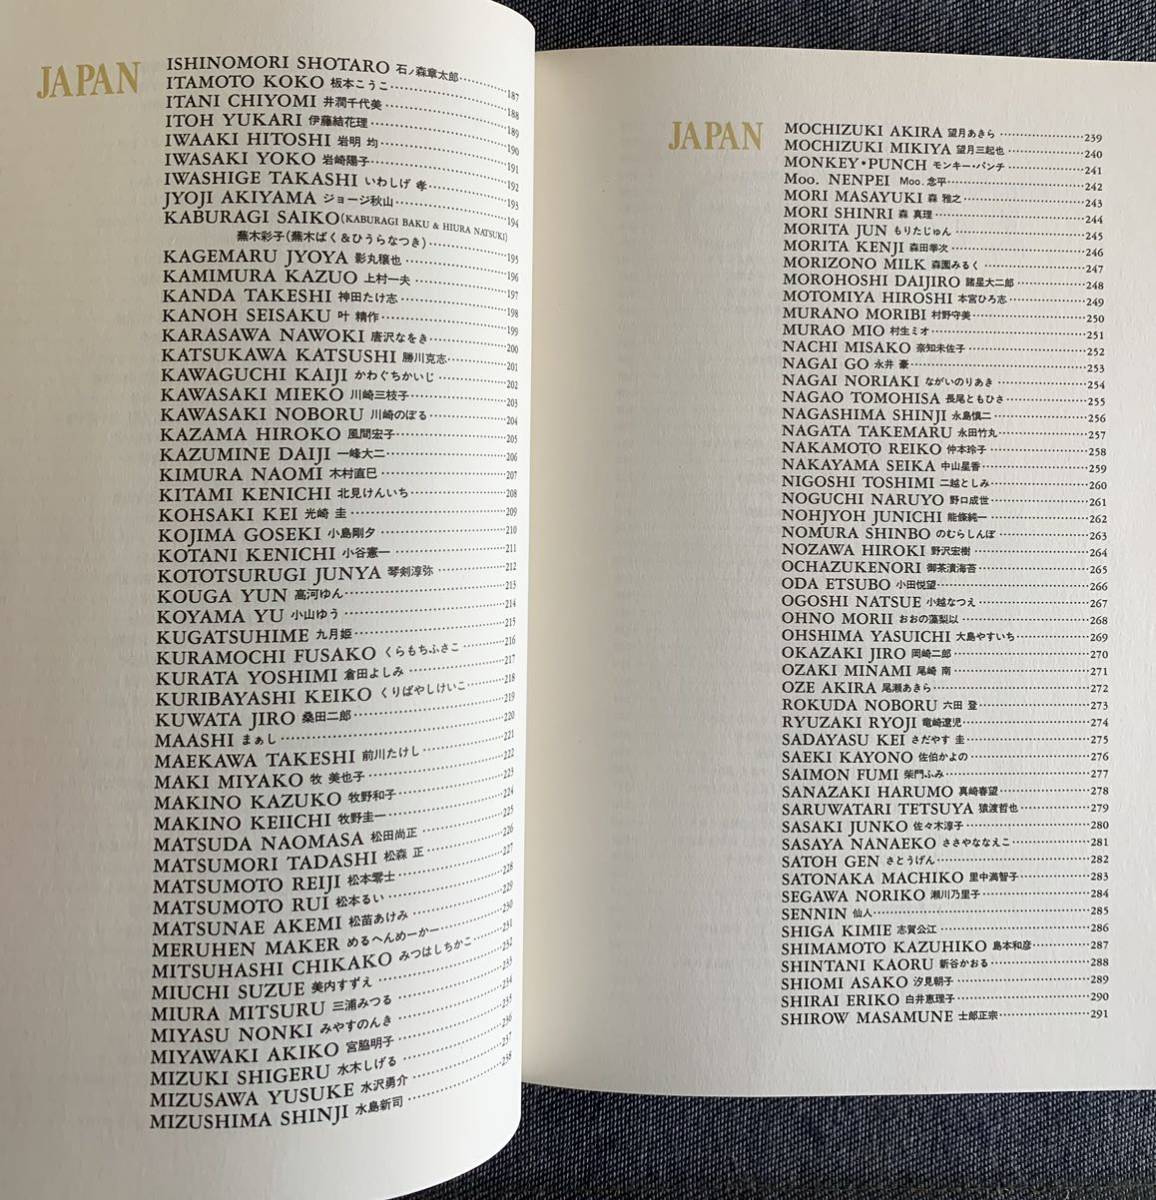 JAPAN
ISHINOMORI SHOTARO 石ノ森章太郎 187
ITAMOTO KOKO 板本こうこ 188
ITANI CHIYOMI 井潤千代美 189
ITOH YUKARI 伊藤結花理 190
IWAAKI HITOSHI 岩明 均 191
IWASAKI YOKO 岩崎陽子 192
IWASHIGE TAKASHI いわしげ 孝 193
JYOJI AKIYAMA ジョージ秋山 194
KABURAGI SAIKO (KABURAGI BAKU & HIURA NATSUKI)
蕪木彩子(蕪木ばく&ひうらなつき) 195
KAGEMARU JYOYA 影丸穣也 196
KAMIMURA KAZUO 上村一夫 197
KANDA TAKESHI 神田たけ志 198
KANOH SEISAKU 叶 精作 199
KARASAWA NAWOKI 唐沢なをき 200
KATSUKAWA KATSUSHI 勝川克志 201
KAWAGUCHI KAIJI かわぐちかいじ 202
KAWASAKI MIEKO 川崎三枝子 203
KAWASAKI NOBORU 川崎のぼる 204
KAZAMA HIROKO 風間宏子 205
KAZUMINE DAIJI 一峰大二 206
KIMURA NAOMI 木村直巳 207
KITAMI KENICHI 北見けんいち 208
KOHSAKI KEI 光崎 圭 209
KOJIMA GOSEKI 小島剛夕 210
KOTANI KENICHI 小谷憲一 211
KOTOTSURUGI JUNYA 琴剣淳弥 212
KOUGA YUN 高河ゆん 213
KOYAMA YU 小山ゆう 214
KUGATSUHIME 九月姫 215
KURAMOCHI FUSAKO くらもちふさこ 216
KURATA YOSHIMI 倉田よしみ 217
KURIBAYASHI KEIKO くりばやしけいこ 218
KUWATA JIRO 桑田二郎 219
MAASHI まぁし 220
MAEKAWA TAKESHI 前川たけし 221
MAKI MIYAKO 牧 美也子 222
MAKINO KAZUKO 牧野和子 223
MAKINO KEIICHI 牧野圭一 224
MATSUDA NAOMASA 松田尚正 225
MATSUMORI TADASHI 松森 正 226
MATSUMOTO REIJI 松本零士 227
MATSUMOTO RUI 松本るい 228
MATSUNAE AKEMI 松苗あけみ 229
MERUHEN MAKER めるへんめーかー 230
MITSUHASHI CHIKAKO みつはしちかこ 231
MIUCHI SUZUE 美内すずえ 232
MIURA MITSURU 三浦みつる 233
MIYASU NONKI みやすのんき 234
MIYAWAKI AKIKO 宮脇明子 235
MIZUKI SHIGERU 水木しげる 236
MIZUSAWA YUSUKE 水沢勇介 237
MIZUSHIMA SHINJI 水島新司 238
JAPAN
MOCHIZUKI AKIRA 望月あきら 239
MOCHIZUKI MIKIYA 望月三起也 240
MONKEY・PUNCH モンキー・パンチ 241
Moo. NENPEI Moo. 念平 242
MORI MASAYUKI 森 雅之 243
MORI SHINRI 森 真理 244
MORITA JUN もりたじゅん 245
MORITA KENJI 森田拳次 246
MORIZONO MILK 森園みるく 247
MOROHOSHI DAIJIRO 諸星大二郎 248
MOTOMIYA HIROSHI 本宮ひろ志 249
MURANO MORIBI 村野守美 250
MURAO MIO 村生ミオ 251
NACHI MISAKO 奈知未佐子 252
NAGAI GO 永井 豪 253
NAGAI NORIAKI ながいのりあき 254
NAGAO TOMOHISA 長尾ともひさ 255
NAGASHIMA SHINJI 永島慎二 256
NAGATA TAKEMARU 永田竹丸 257
NAKAMOTO REIKO 仲本玲子 258
NAKAYAMA SEIKA 中山星香 259
NIGOSHI TOSHIMI 二越としみ 260
NOGUCHI NARUYO 野口成世 261
NOHJYOH JUNICHI 能條純一 262
NOMURA SHINBO のむらしんぼ 263
NOZAWA HIROKI 野沢宏樹 264
OCHAZUKENORI 御茶漬海苔 265
ODA ETSUBO 小田悦望 266
OGOSHI NATSUE 小越なつえ 267
OHNO MORII おおの藻梨以 268
OHSHIMA YASUICHI 大島やすいち 269
OKAZAKI JIRO 岡崎二郎 270
OZAKI MINAMI 尾崎 南 271
OZE AKIRA 尾瀬あきら 272
ROKUDA NOBORU 六田 登 273
RYUZAKI RYOJI 竜崎遼児 274
SADAYASU KEI さだやす 圭 275
SAEKI KAYONO 佐伯かよの 276
SAIMON FUMI 柴門ふみ 277
SANAZAKI HARUMO 真崎春望 278
SARUWATARI TETSUYA 猿渡哲也 279
SASAKI JUNKO 佐々木淳子 280
SASAYA NANAEKO ささやななえこ 281
SATOH GEN さとうげん 282
SATONAKA MACHIKO 里中満智子 283
SEGAWA NORIKO 瀬川乃里子 284
SENNIN 仙人 285
SHIGA KIMIE 志賀公江 286
SHIMAMOTO KAZUHIKO 島本和彦 287
SHINTANI KAORU 新谷かおる 288
SHIOMI ASAKO 汐見朝子 289
SHIRAI ERIKO 白井恵理子 290
SHIROW MASAMUNE 士郎正宗 291